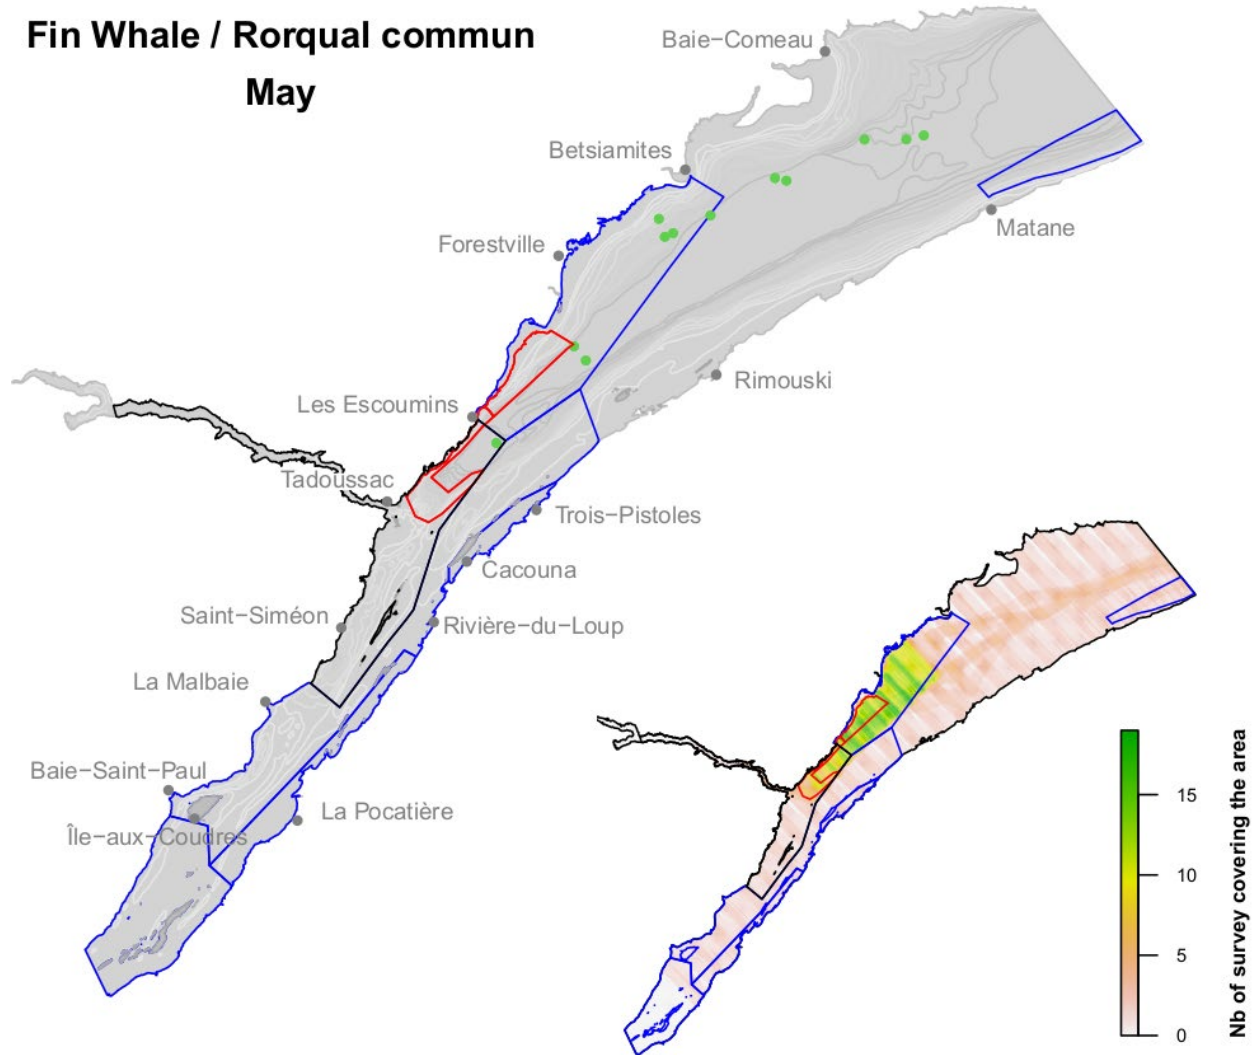 Fin Whale / Rorqual commun
May
Baie−Comeau
Betsiamites
Matane
Forestville
Rimouski
Les Escoumins
Tadoussac
Trois−Pistoles
Cacouna
Saint−Siméon
Rivière−du−Loup
La Malbaie
Baie−Saint−Paul
La Pocatière
Île−aux−Coudres
15
10
5
0
Nb of survey covering the area